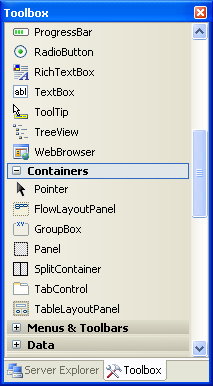 Toolbox
ProgressBar
RadioButton
RichTextBox
TextBox
ToolTip
TreeView
WebBrowser
Containers
Pointer
FlowLayoutPanel
GroupBox
Panel
SplitContainer
TabControl
TableLayoutPanel
Menus & Toolbars
Data
Server Explorer Toolbox